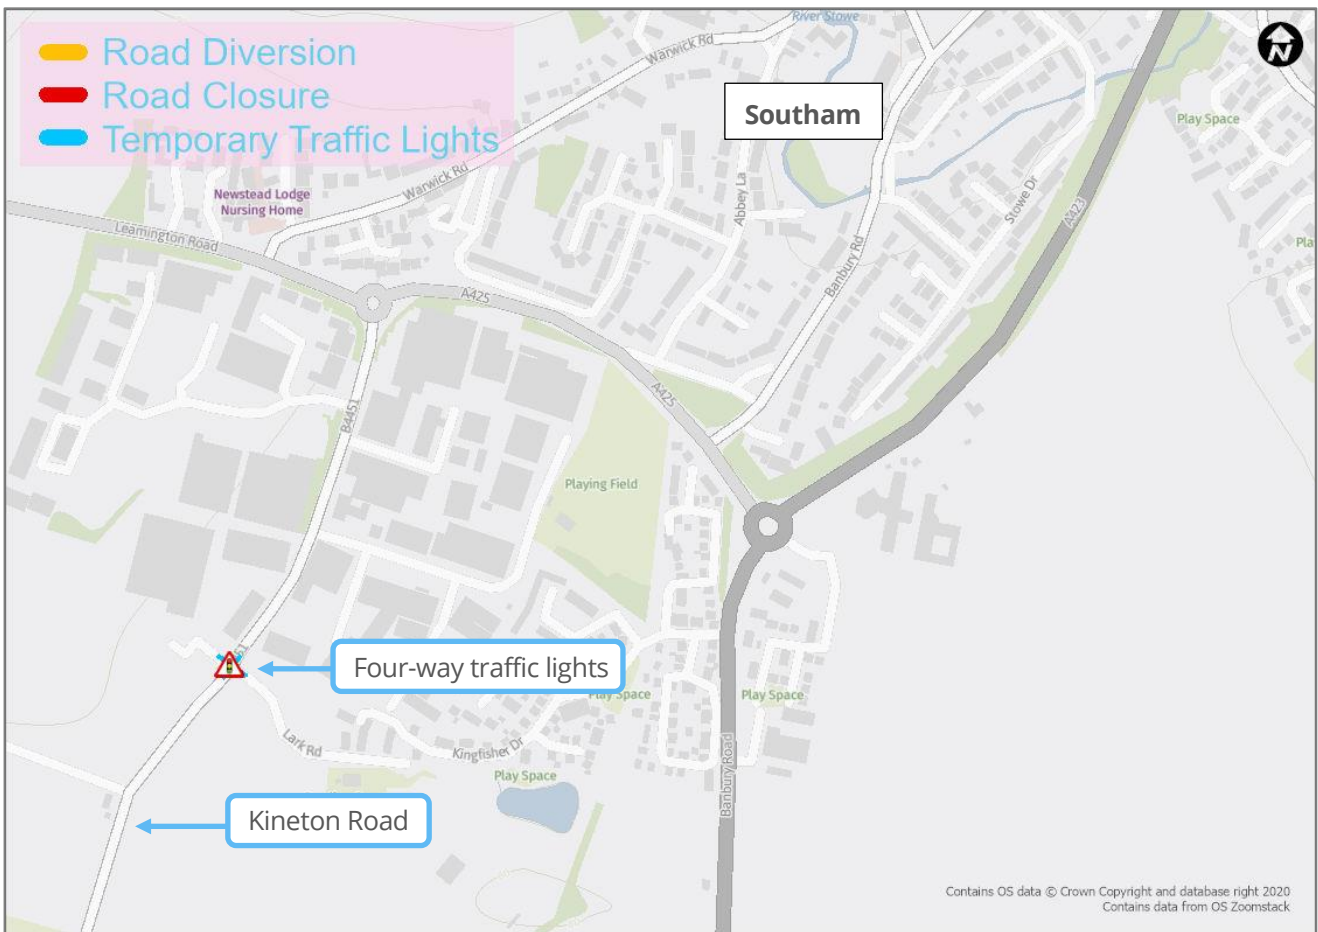 Road Diversion
Road Closure
Temporary Traffic Lights
River Stowe
N
Warwick Rd
Southam
Play Space
Newstead Lodge
Nursing Home
Warwick Rd
Abbey La
Stowe Dr
A423
Leamington Road
Pla
Banbury Rd
A425
A425
B4451
Playing Field
51
Four-way traffic lights
Play Space
Play Space
Lark Rd
Kingfisher Dr
Play Space
Banbury Road
Kineton Road
Contains OS data © Crown Copyright and database right 2020
Contains data from OS Zoomstack